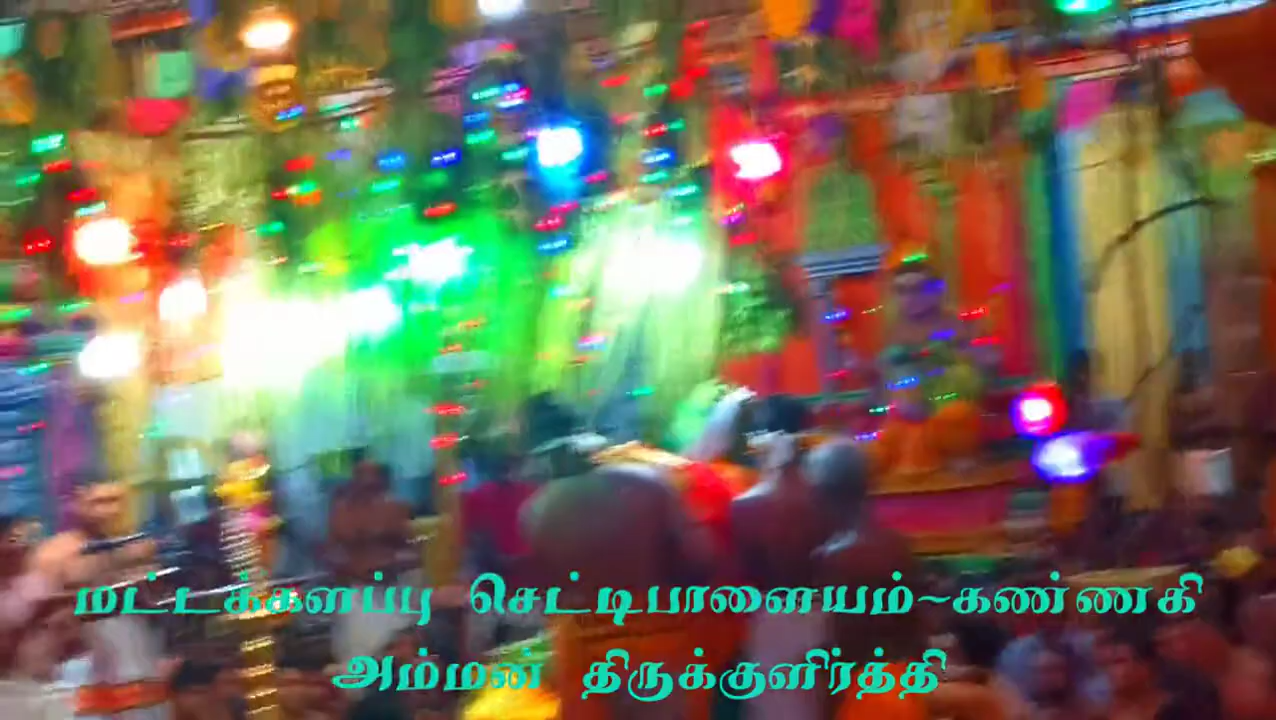 மட்டக்களப்பு செட்டிபாளையம்~கண்ணகி
அம்மன் திருக்குளிர்த்தி